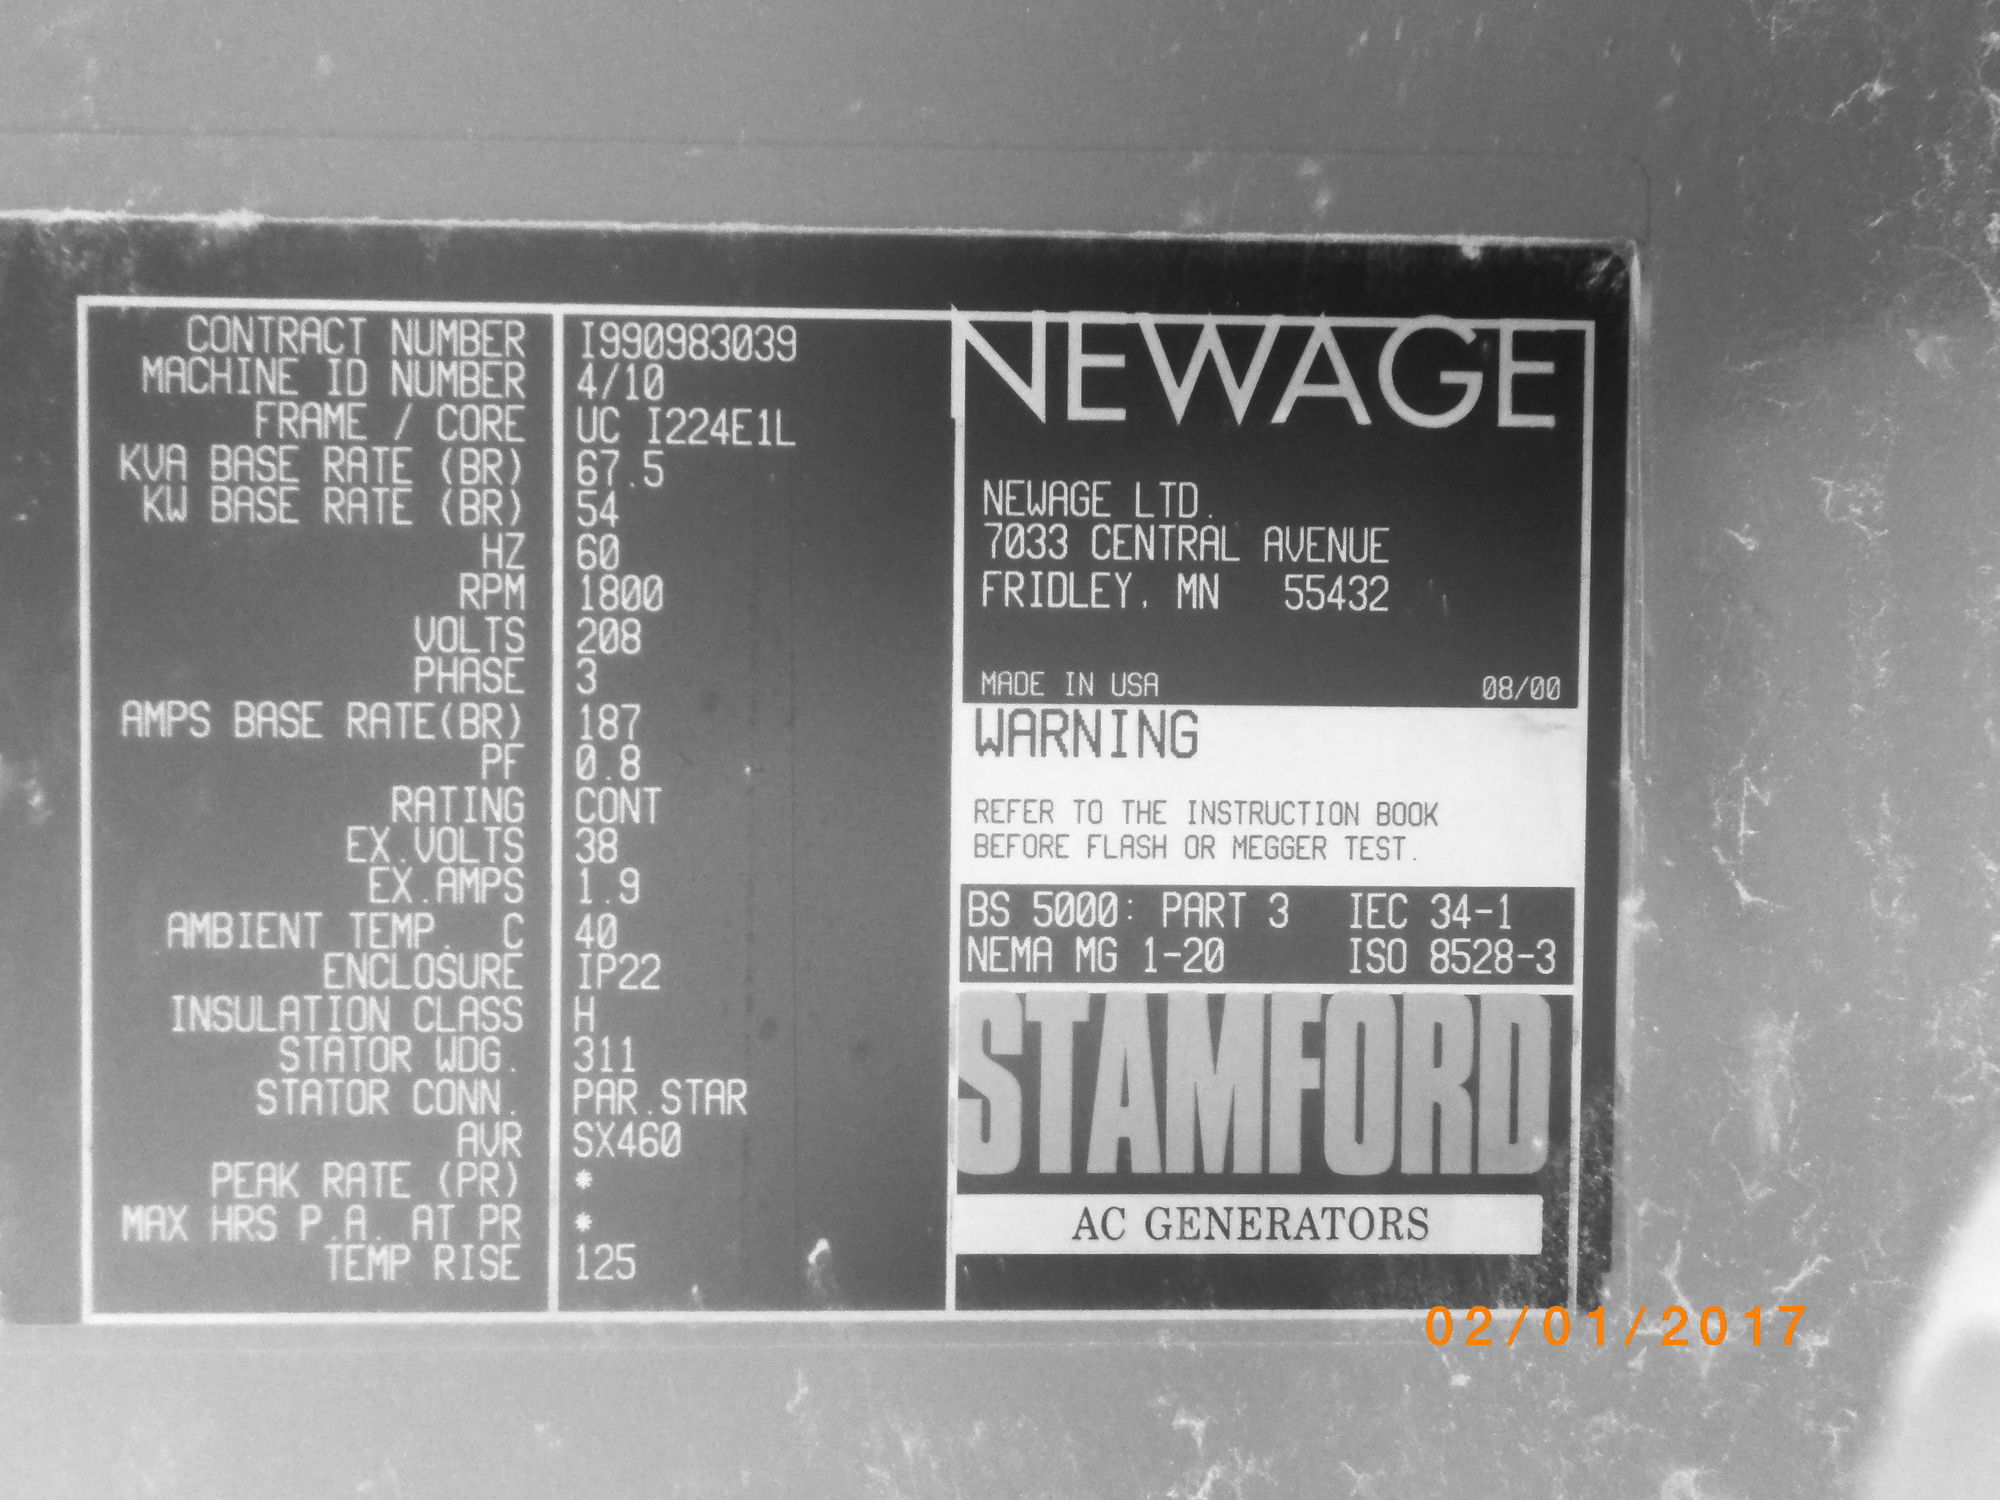 CONTRACT NUMBER I990983039
MACHINE ID NUMBER 4/10
FRAME / CORE UC I224E1L
KVA BASE RATE (BR) 67.5
KW BASE RATE (BR) 54
HZ 60
RPM 1800
VOLTS 208
PHASE 3
AMPS BASE RATE(BR) 187
PF 0.8
RATING CONT
EX.VOLTS 38
EX.AMPS 1.9
AMBIENT TEMP. C 40
ENCLOSURE IP22
INSULATION CLASS H
STATOR WDG. 311
STATOR CONN. PAR.STAR
AVR SX460
PEAK RATE (PR) *
MAX HRS P.A. AT PR *
TEMP RISE 125
NEWAGE
NEWAGE LTD.
7033 CENTRAL AVENUE
FRIDLEY, MN 55432
MADE IN USA 08/00
WARNING
REFER TO THE INSTRUCTION BOOK
BEFORE FLASH OR MEGGER TEST.
BS 5000: PART 3 IEC 34-1
NEMA MG 1-20 ISO 8528-3
STAMFORD
AC GENERATORS
02/01/2017